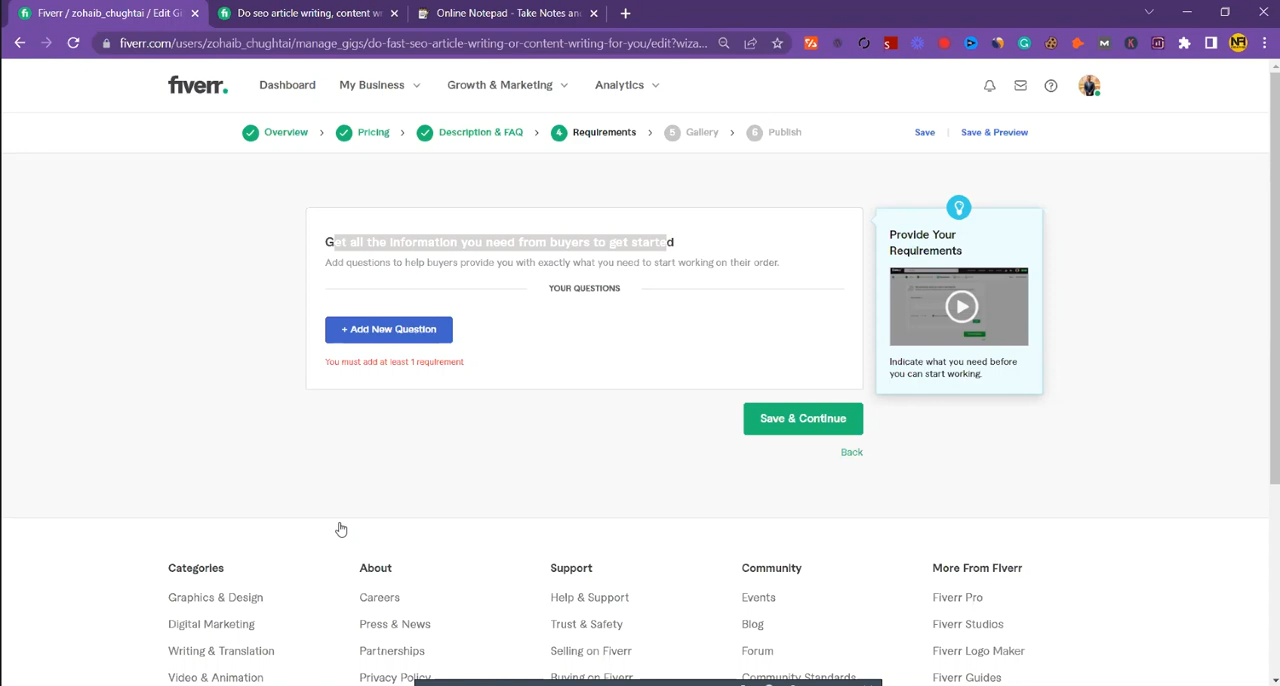 Fiverr / zohaib_chughtai / Edit Gi
Do seo article writing, content wr
Online Notepad - Take Notes and
fiverr.com/users/zohaib_chughtai/manage_gigs/do-fast-seo-article-writing-or-content-writing-for-you/edit?wiza...
fiverr.
Dashboard
My Business
Growth & Marketing
Analytics
Overview
Pricing
Description & FAQ
4 Requirements
5 Gallery
6 Publish
Save
Save & Preview
Get all the information you need from buyers to get started
Add questions to help buyers provide you with exactly what you need to start working on their order.
YOUR QUESTIONS
+ Add New Question
You must add at least 1 requirement
Provide Your
Requirements
Indicate what you need before
you can start working.
Save & Continue
Back
Categories
About
Support
Community
More From Fiverr
Graphics & Design
Careers
Help & Support
Events
Fiverr Pro
Digital Marketing
Press & News
Trust & Safety
Blog
Fiverr Studios
Writing & Translation
Partnerships
Selling on Fiverr
Forum
Fiverr Logo Maker
Video & Animation
Privacy Policy
Buying on Fiverr
Community Standards
Fiverr Guides